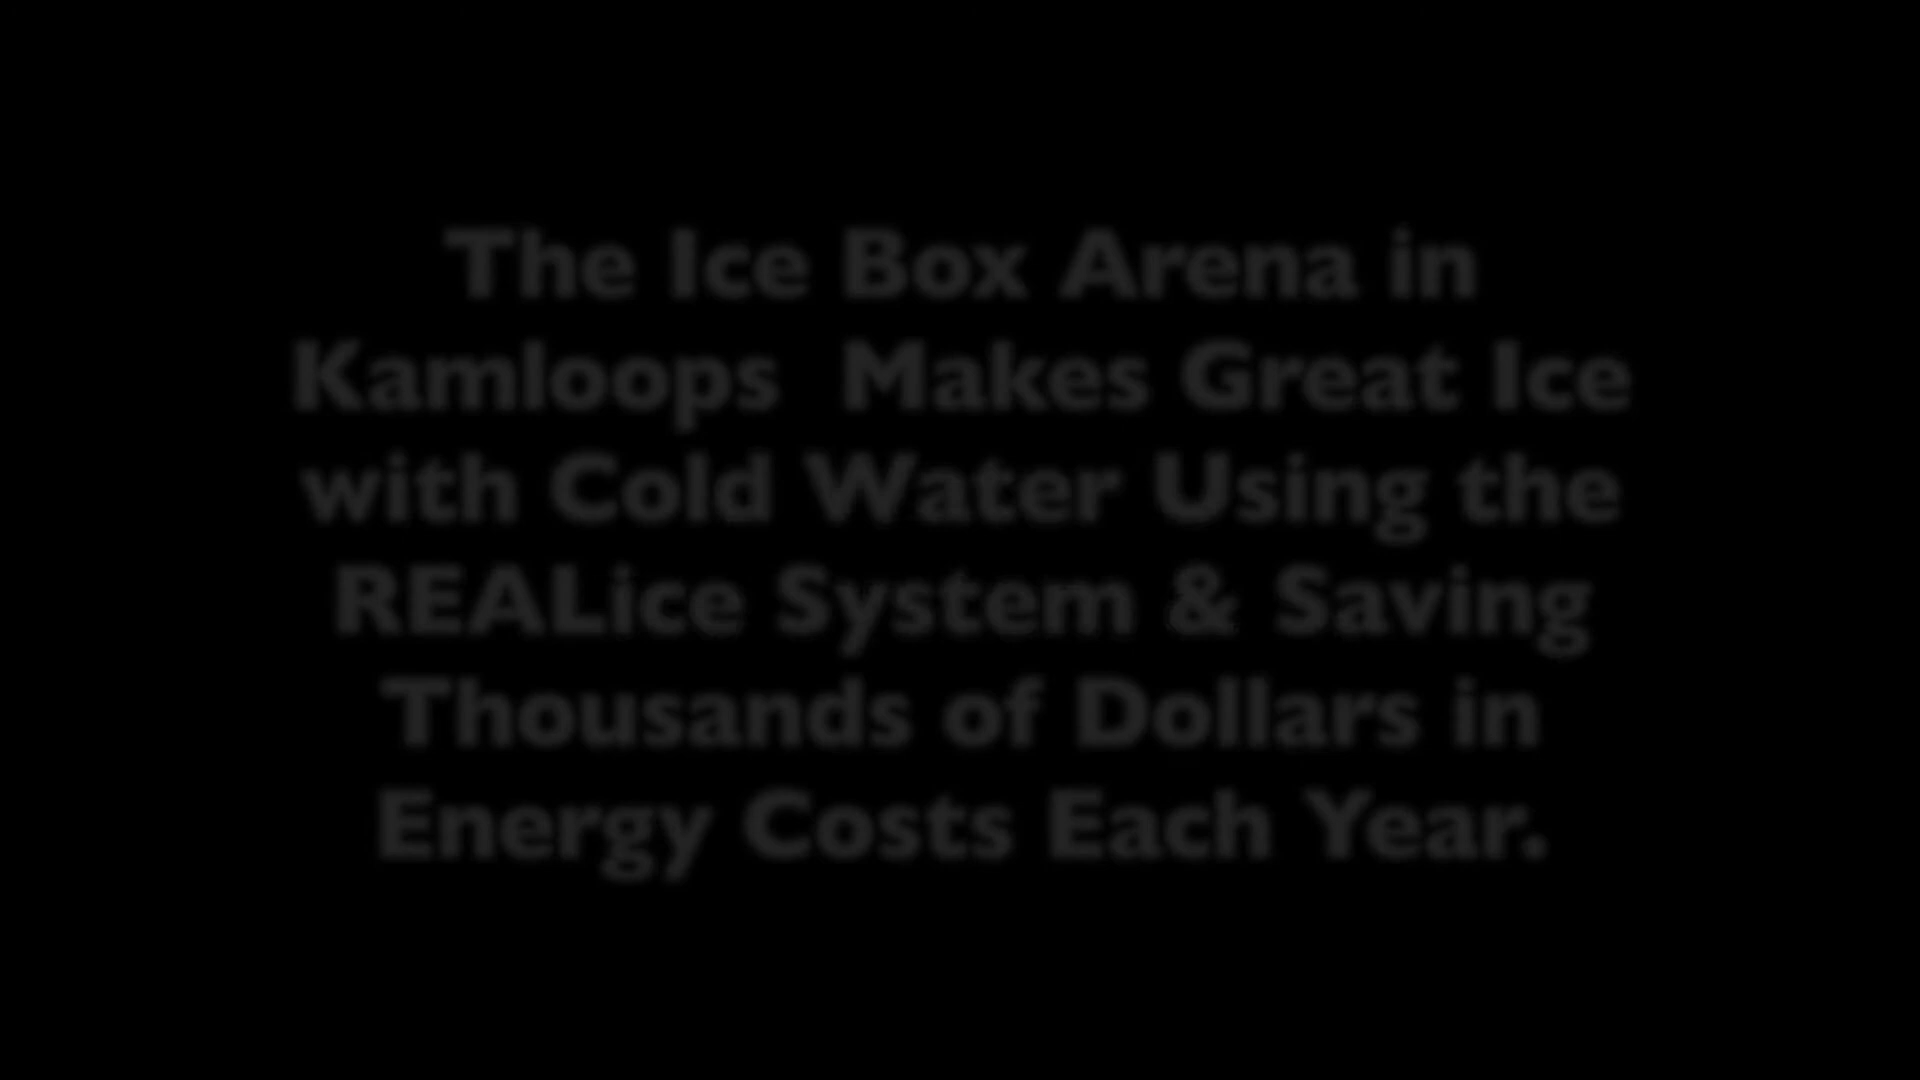 The Ice Box Arena in
Kamloops  Makes Great Ice
with Cold Water Using the
REALice System & Saving
Thousands of Dollars in
Energy Costs Each Year.